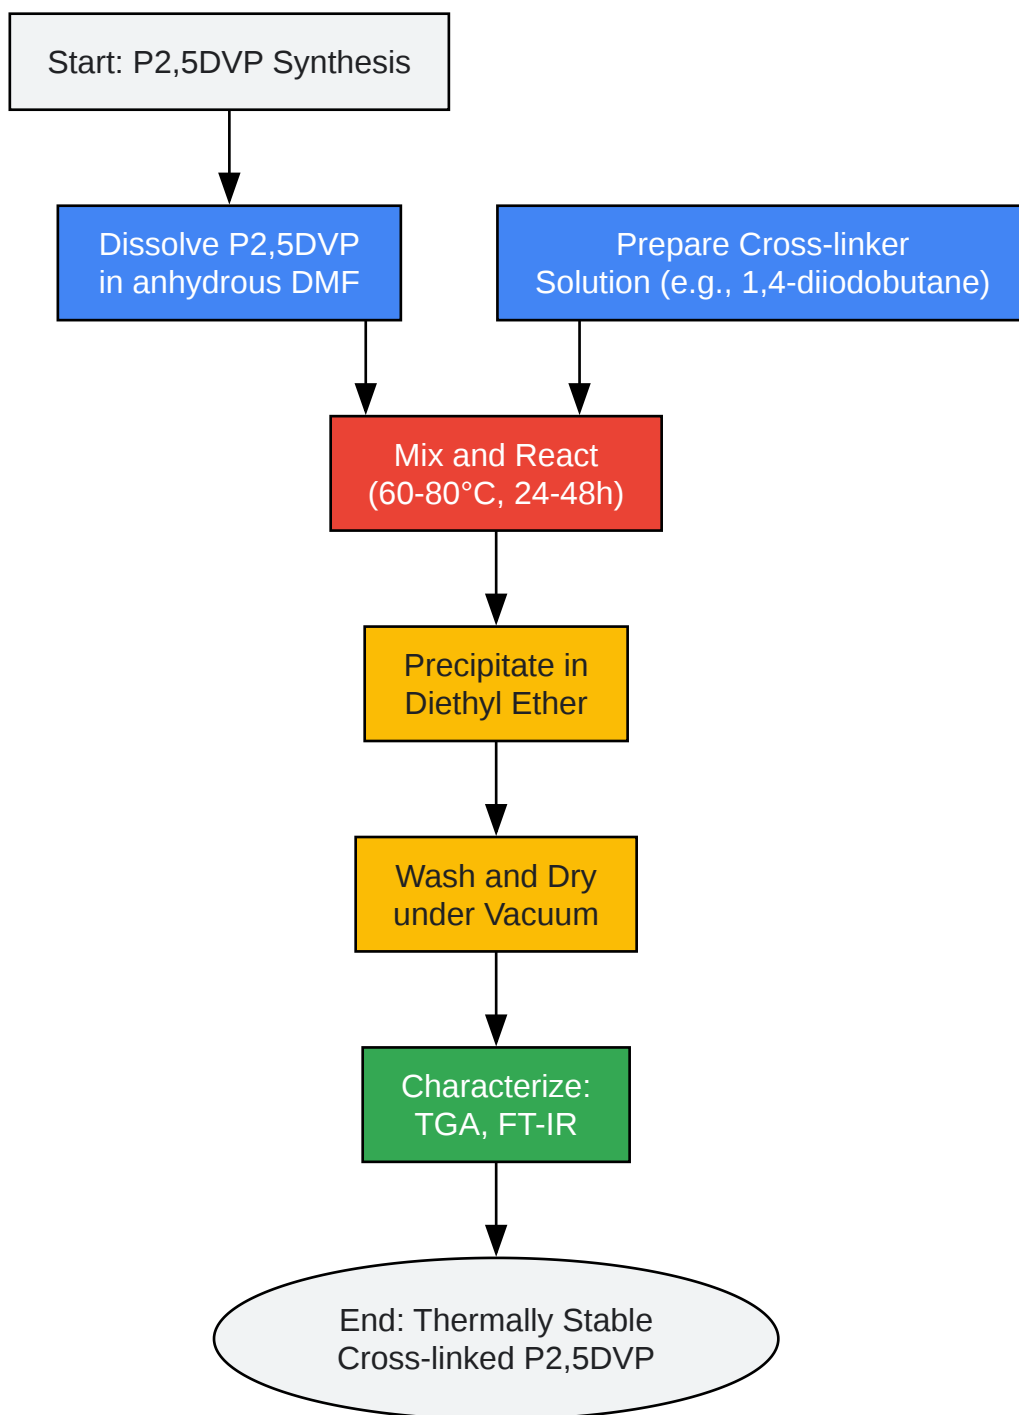 Start: P2,5DVP Synthesis
Dissolve P2,5DVP
in anhydrous DMF
Prepare Cross-linker
Solution (e.g., 1,4-diiodobutane)
Mix and React
(60-80°C, 24-48h)
Precipitate in
Diethyl Ether
Wash and Dry
under Vacuum
Characterize:
TGA, FT-IR
End: Thermally Stable
Cross-linked P2,5DVP